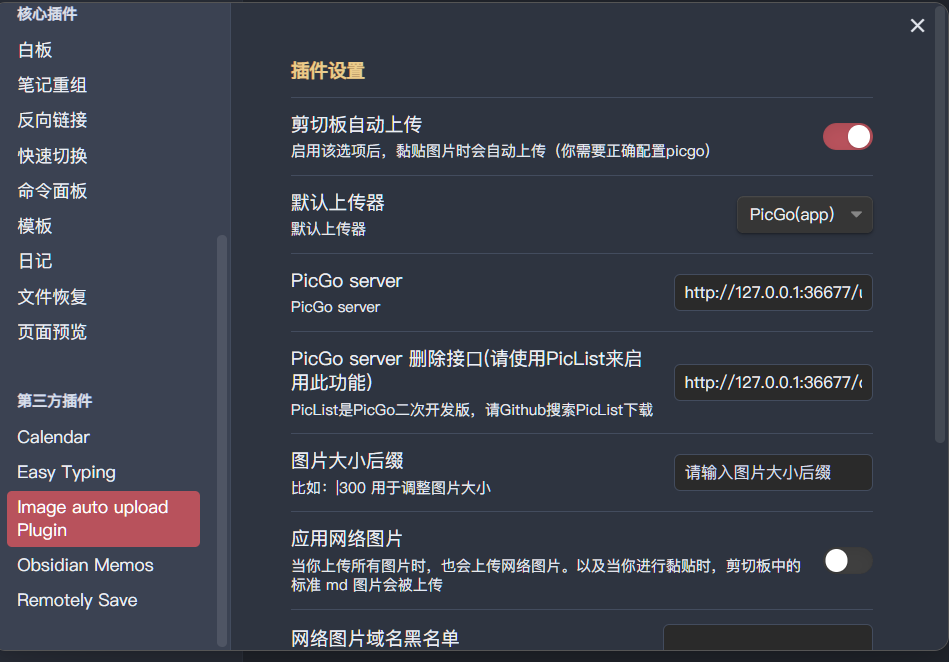 核心插件
白板
笔记重组
反向链接
快速切换
命令面板
模板
日记
文件恢复
页面预览
第三方插件
Calendar
Easy Typing
Image auto upload
Plugin
Obsidian Memos
Remotely Save
插件设置
剪切板自动上传
启用该选项后，黏贴图片时会自动上传（你需要正确配置picgo）
默认上传器
默认上传器
PicGo(app)
PicGo server
PicGo server
http://127.0.0.1:36677/u
PicGo server 删除接口(请使用PicList来启
用此功能)
PicList是PicGo二次开发版，请Github搜索PicList下载
http://127.0.0.1:36677/d
图片大小后缀
比如：|300 用于调整图片大小
请输入图片大小后缀
应用网络图片
当你上传所有图片时，也会上传网络图片。以及当你进行黏贴时，剪切板中的
标准 md 图片会被上传
网络图片域名黑名单